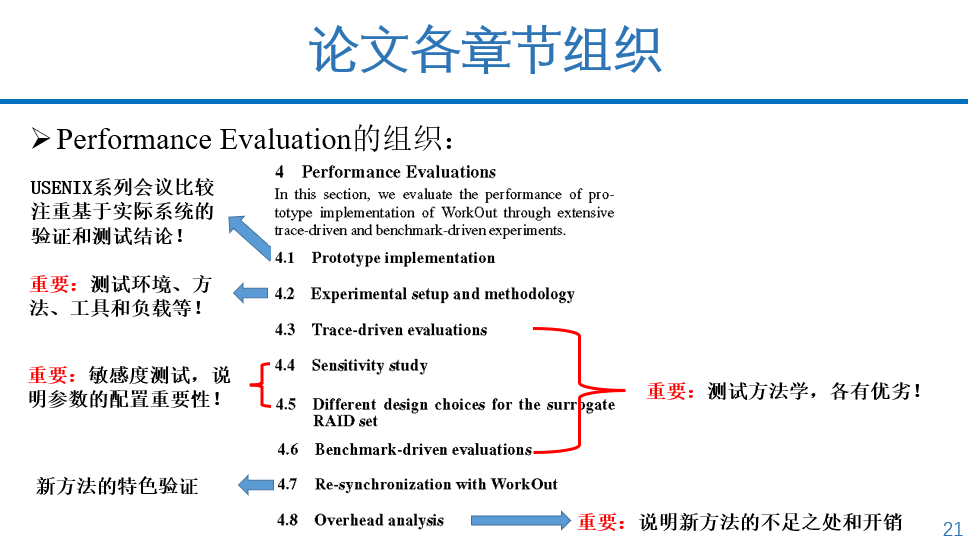 论文各章节组织
Performance Evaluation的组织：
4 Performance Evaluations
In this section, we evaluate the performance of pro-
totype implementation of WorkOut through extensive
trace-driven and benchmark-driven experiments.
USENIX系列会议比较
注重基于实际系统的
验证和测试结论！
4.1 Prototype implementation
重要：测试环境、方
法、工具和负载等！
4.2 Experimental setup and methodology
4.3 Trace-driven evaluations
重要：敏感度测试，说
明参数的配置重要性！
4.4 Sensitivity study
4.5 Different design choices for the surrogate
RAID set
重要：测试方法学，各有优劣！
4.6 Benchmark-driven evaluations
新方法的特色验证
4.7 Re-synchronization with WorkOut
4.8 Overhead analysis
重要：说明新方法的不足之处和开销
21